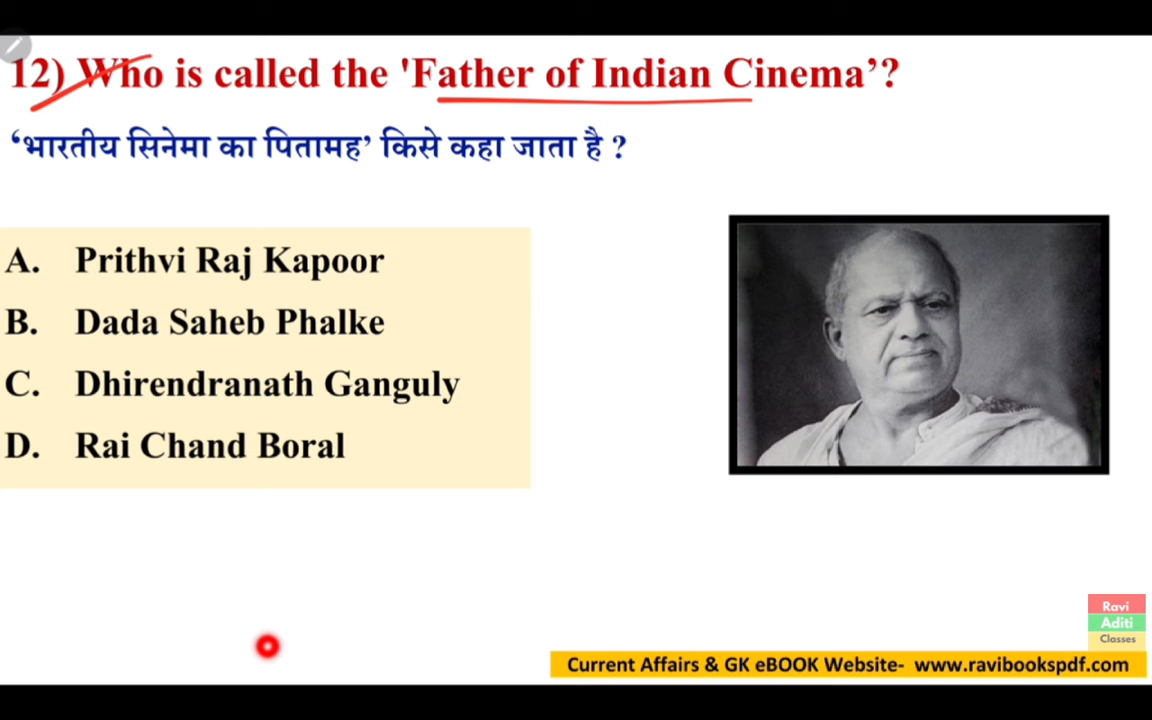 12) Who is called the 'Father of Indian Cinema’?
‘भारतीय सिनेमा का पितामह’ किसे कहा जाता है ?
A. Prithvi Raj Kapoor
B. Dada Saheb Phalke
C. Dhirendranath Ganguly
D. Rai Chand Boral
Ravi
Aditi
Classes
Current Affairs & GK eBOOK Website- www.ravibookspdf.com